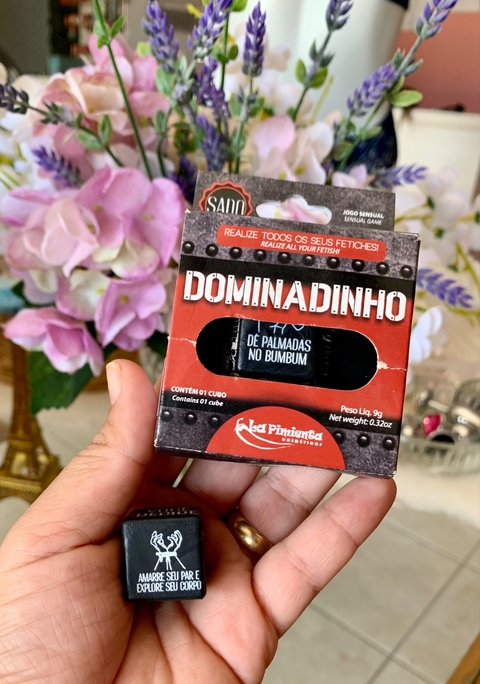 SADO
JOGO SENSUAL
SENSUAL GAME
REALIZE TODOS OS SEUS FETICHES!
REALIZE ALL YOUR FETISH!
DOMINADINHO
DÊ PALMADAS
NO BUMBUM
CONTÉM 01 CUBO
Contains 01 cube
Peso Liq. 9g
Net weight: 0.32oz
La Pimienta
COSMÉTICOS
AMARRE SEU PAR E
EXPLORE SEU CORPO